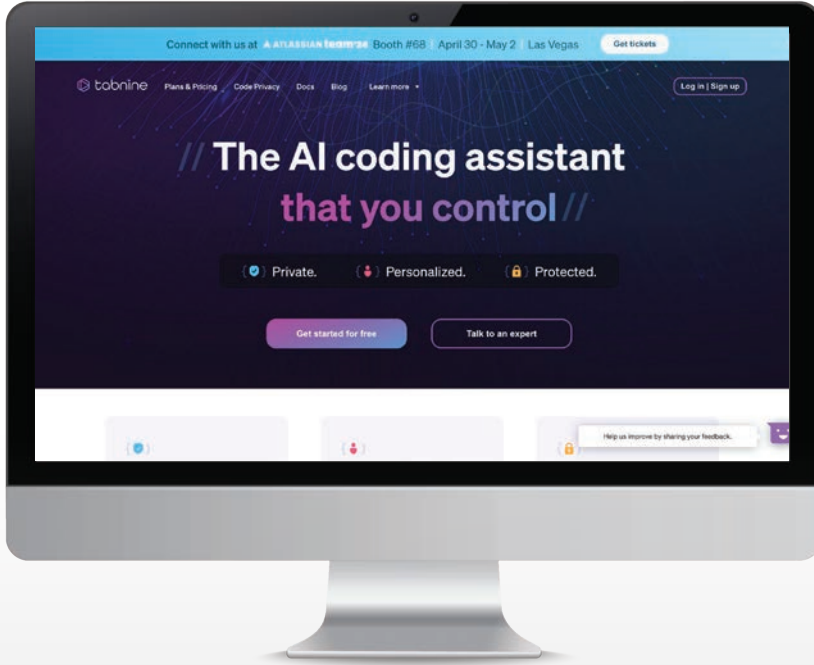 Connect with us at ATLASSIAN team'24 Booth #68 | April 30 - May 2 | Las Vegas Get tickets
tabnine Plans & Pricing Code Privacy Docs Blog Learn more Log in | Sign up
// The AI coding assistant
that you control //
{ } Private. { } Personalized. { } Protected.
Get started for free Talk to an expert
{ } { } { }
Help us improve by sharing your feedback.